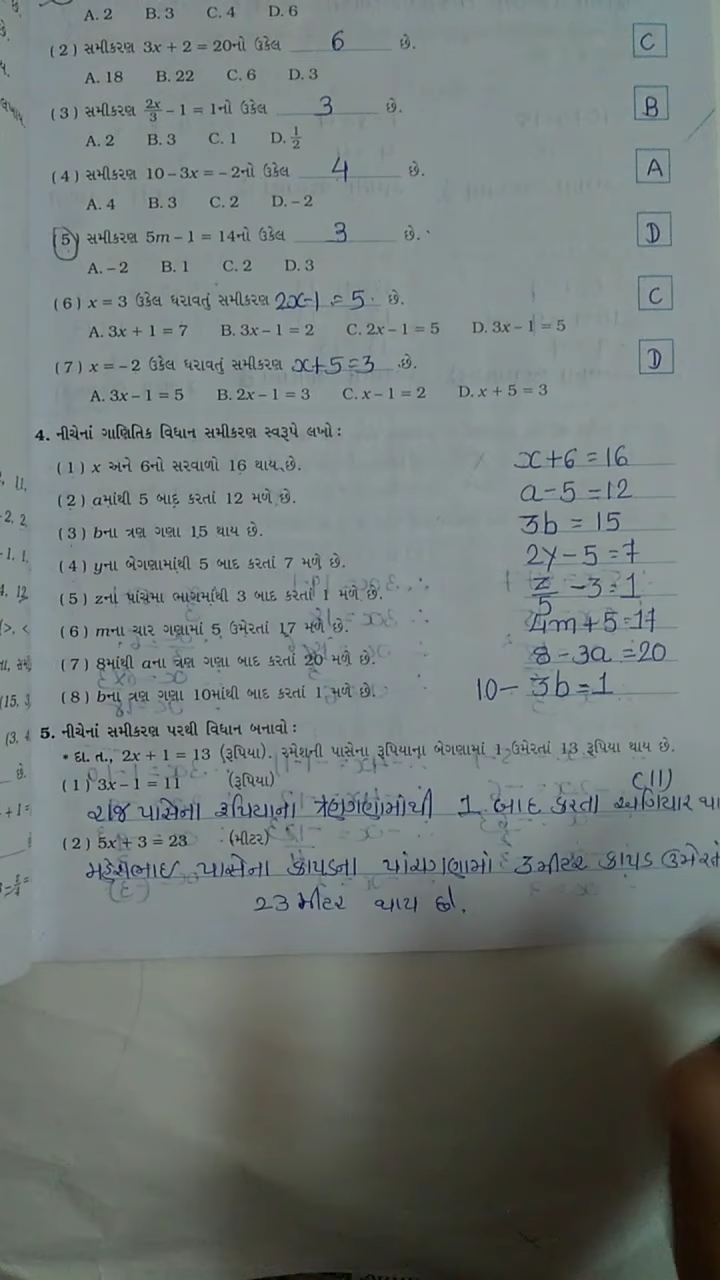 A. 2 B. 3 C. 4 D. 6
(2) સમીકરણ 3x + 2 = 20નો ઉકેલ 6 છે. C
A. 18 B. 22 C. 6 D. 3
(3) સમીકરણ 2x/3 − 1 = 1નો ઉકેલ 3 છે. B
A. 2 B. 3 C. 1 D. 1/2
(4) સમીકરણ 10 − 3x = − 2નો ઉકેલ 4 છે. A
A. 4 B. 3 C. 2 D. − 2
(5) સમીકરણ 5m − 1 = 14નો ઉકેલ 3 છે. D
A. − 2 B. 1 C. 2 D. 3
(6) x = 3 ઉકેલ ધરાવતું સમીકરણ 2x−1 = 5 છે. C
A. 3x + 1 = 7 B. 3x − 1 = 2 C. 2x − 1 = 5 D. 3x − 1 = 5
(7) x = − 2 ઉકેલ ધરાવતું સમીકરણ x+5=3 છે. D
A. 3x − 1 = 5 B. 2x − 1 = 3 C. x − 1 = 2 D. x + 5 = 3
4. નીચેનાં ગાણિતિક વિધાન સમીકરણ સ્વરૂપે લખો :
(1) x અને 6નો સરવાળો 16 થાય છે. x+6=16
(2) aમાંથી 5 બાદ કરતાં 12 મળે છે. a−5=12
(3) bના ત્રણ ગણા 15 થાય છે. 3b = 15
(4) yના બેગણામાંથી 5 બાદ કરતાં 7 મળે છે. 2y−5=7
(5) zના પાંચમા ભાગમાંથી 3 બાદ કરતાં 1 મળે છે. z/5 −3=1
(6) mના ચાર ગણામાં 5 ઉમેરતાં 17 મળે છે. 4m+5=17
(7) 8માંથી aના ત્રણ ગણા બાદ કરતાં 20 મળે છે. 8−3a=20
(8) bના ત્રણ ગણા 10માંથી બાદ કરતાં 1 મળે છે. 10−3b=1
5. નીચેનાં સમીકરણ પરથી વિધાન બનાવો :
* દા. ત., 2x + 1 = 13 (રૂપિયા). રમેશની પાસેના રૂપિયાના બેગણામાં 1 ઉમેરતાં 13 રૂપિયા થાય છે.
(1) 3x − 1 = 11 (રૂપિયા) (11)
રાજ પાસેના રૂપિયાના ત્રણગણામાંથી 1 બાદ કરતા અગિયાર થા
(2) 5x + 3 = 23 (મીટર)
મહેશભાઇ પાસેના કાપડના પાંચગણામાં 3મીટર કાપડ ઉમેરતં
23 મીટર થાય છે.